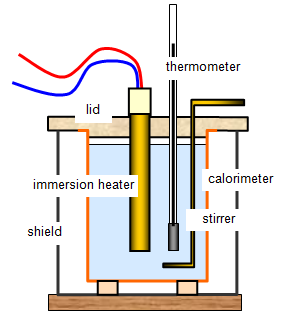 thermometer
lid
immersion heater
calorimeter
stirrer
shield